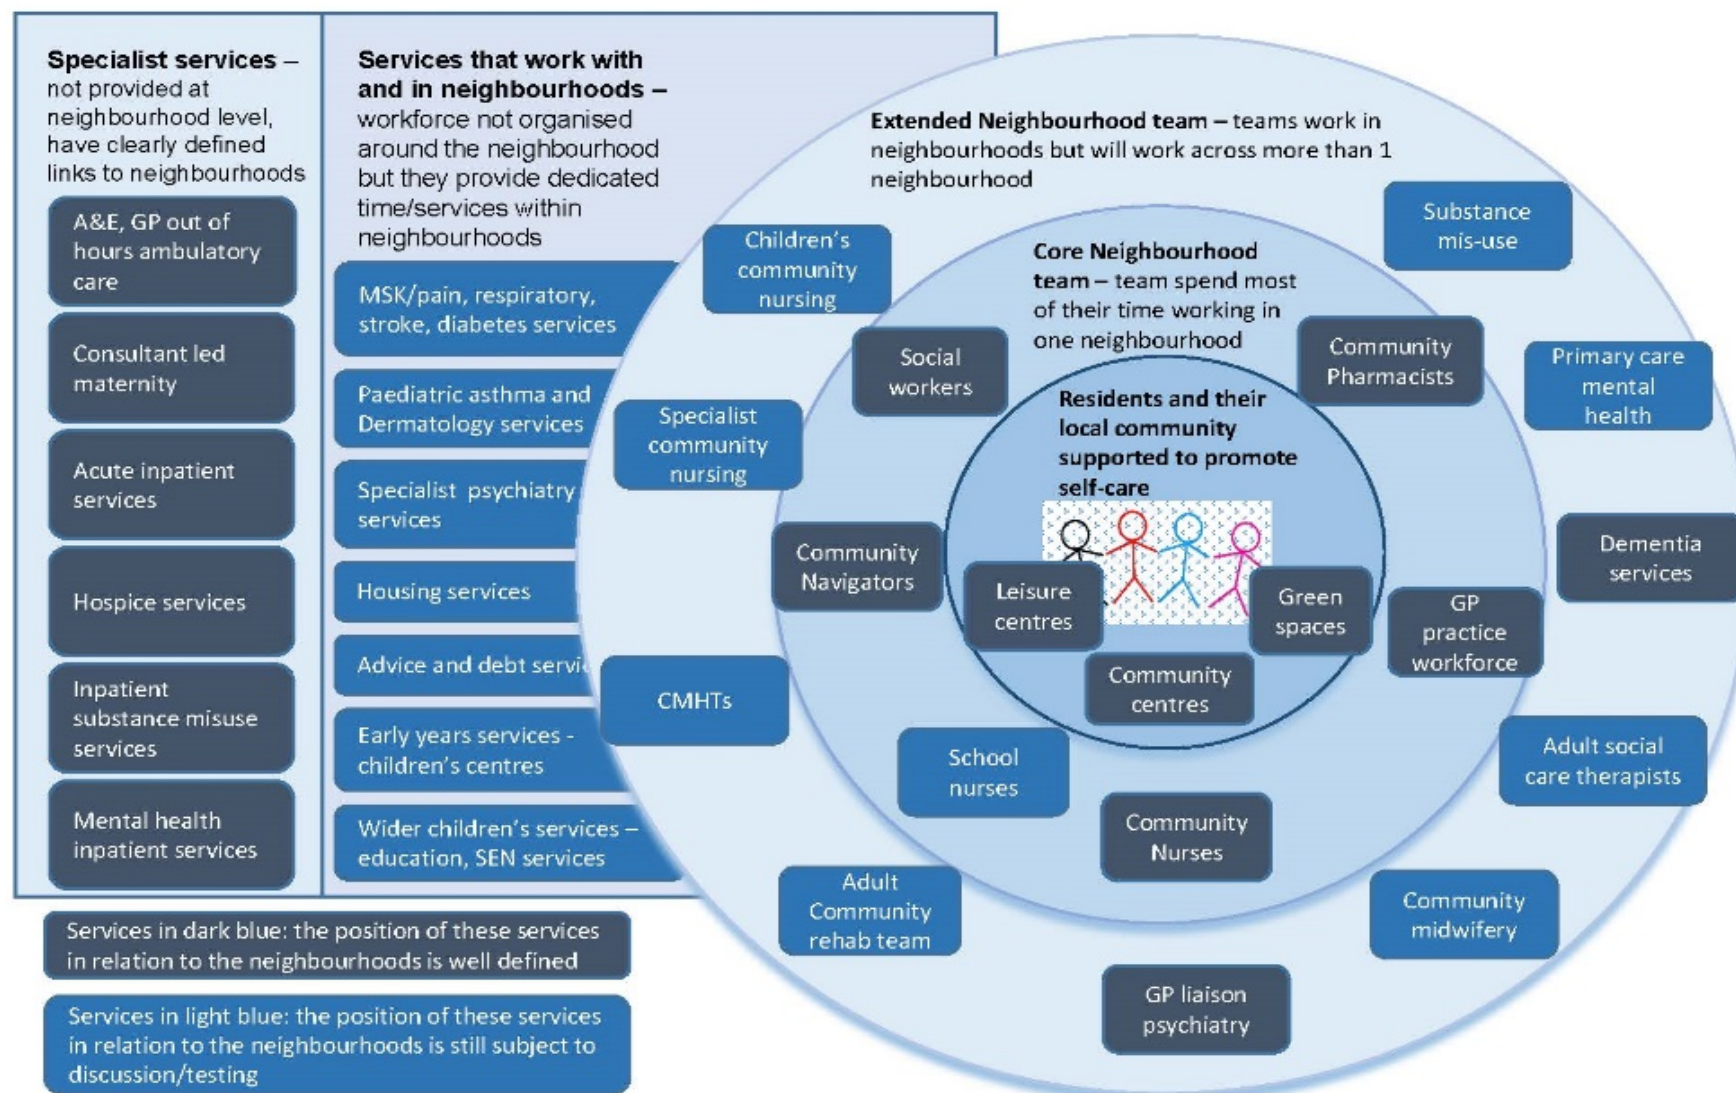 Specialist services –
not provided at
neighbourhood level,
have clearly defined
links to neighbourhoods
A&E, GP out of
hours ambulatory
care
Consultant led
maternity
Acute inpatient
services
Hospice services
Inpatient
substance misuse
services
Mental health
inpatient services
Services that work with
and in neighbourhoods –
workforce not organised
around the neighbourhood
but they provide dedicated
time/services within
neighbourhoods
MSK/pain, respiratory,
stroke, diabetes services
Paediatric asthma and
Dermatology services
Specialist psychiatry
services
Housing services
Advice and debt servi
Early years services -
children's centres
Wider children's services –
education, SEN services
Extended Neighbourhood team – teams work in
neighbourhoods but will work across more than 1
neighbourhood
Children's
community
nursing
Specialist
community
nursing
CMHTs
Adult
Community
rehab team
GP liaison
psychiatry
Community
midwifery
Adult social
care therapists
Dementia
services
Primary care
mental
health
Substance
mis-use
Core Neighbourhood
team – team spend most
of their time working in
one neighbourhood
Social
workers
Community
Pharmacists
Community
Navigators
GP
practice
workforce
School
nurses
Community
Nurses
Residents and their
local community
supported to promote
self-care
Leisure
centres
Green
spaces
Community
centres
Services in dark blue: the position of these services
in relation to the neighbourhoods is well defined
Services in light blue: the position of these services
in relation to the neighbourhoods is still subject to
discussion/testing